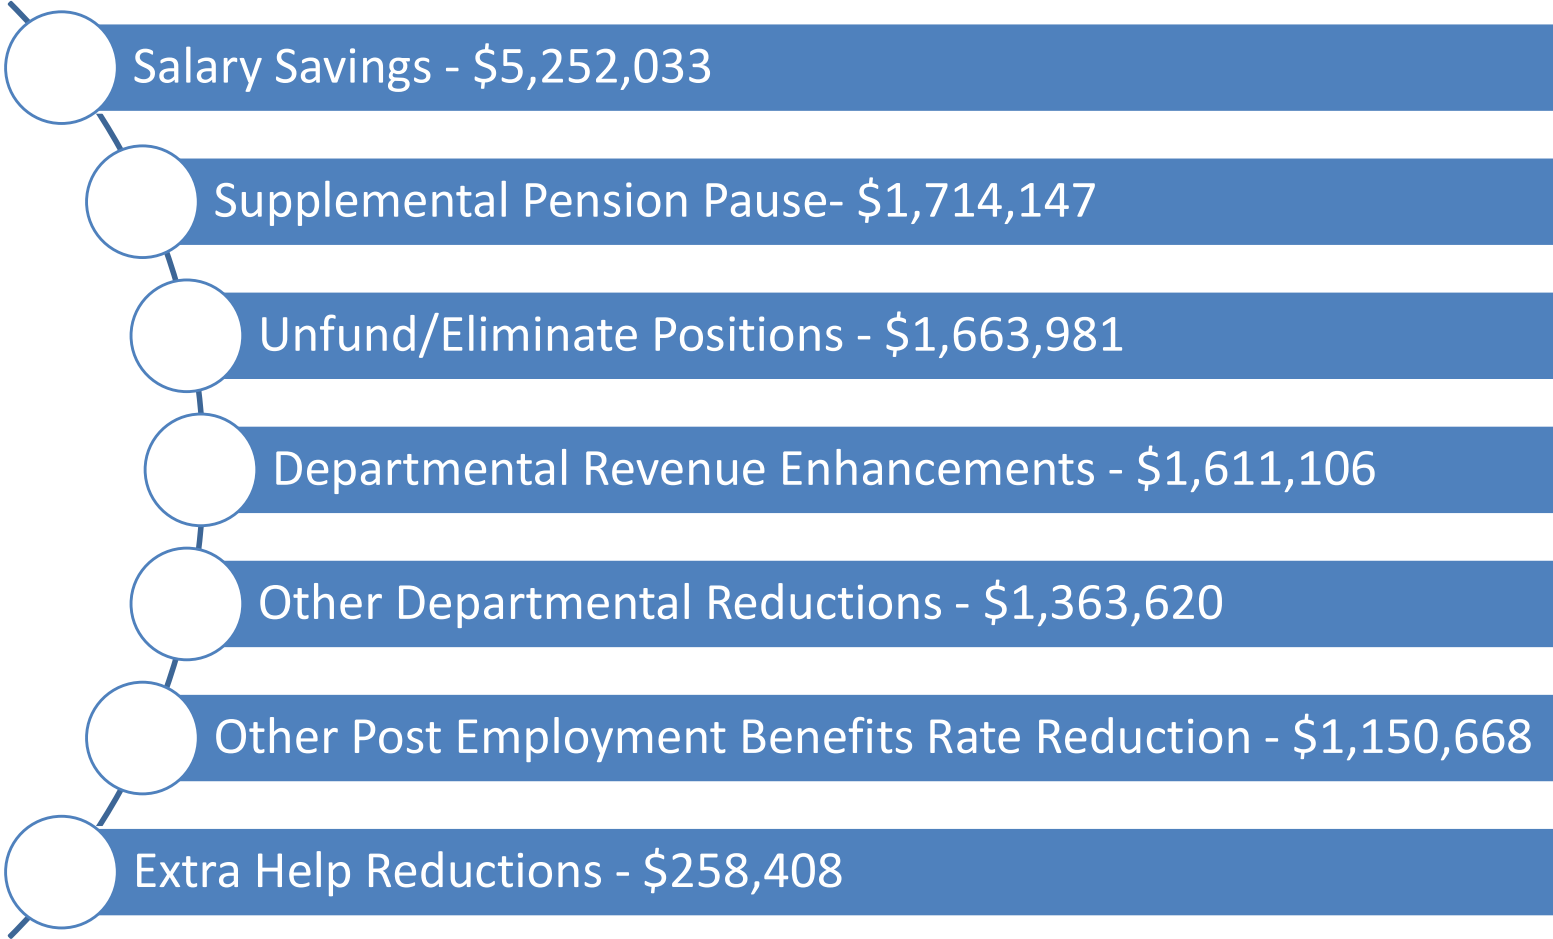 Salary Savings - $5,252,033
Supplemental Pension Pause- $1,714,147
Unfund/Eliminate Positions - $1,663,981
Departmental Revenue Enhancements - $1,611,106
Other Departmental Reductions - $1,363,620
Other Post Employment Benefits Rate Reduction - $1,150,668
Extra Help Reductions - $258,408